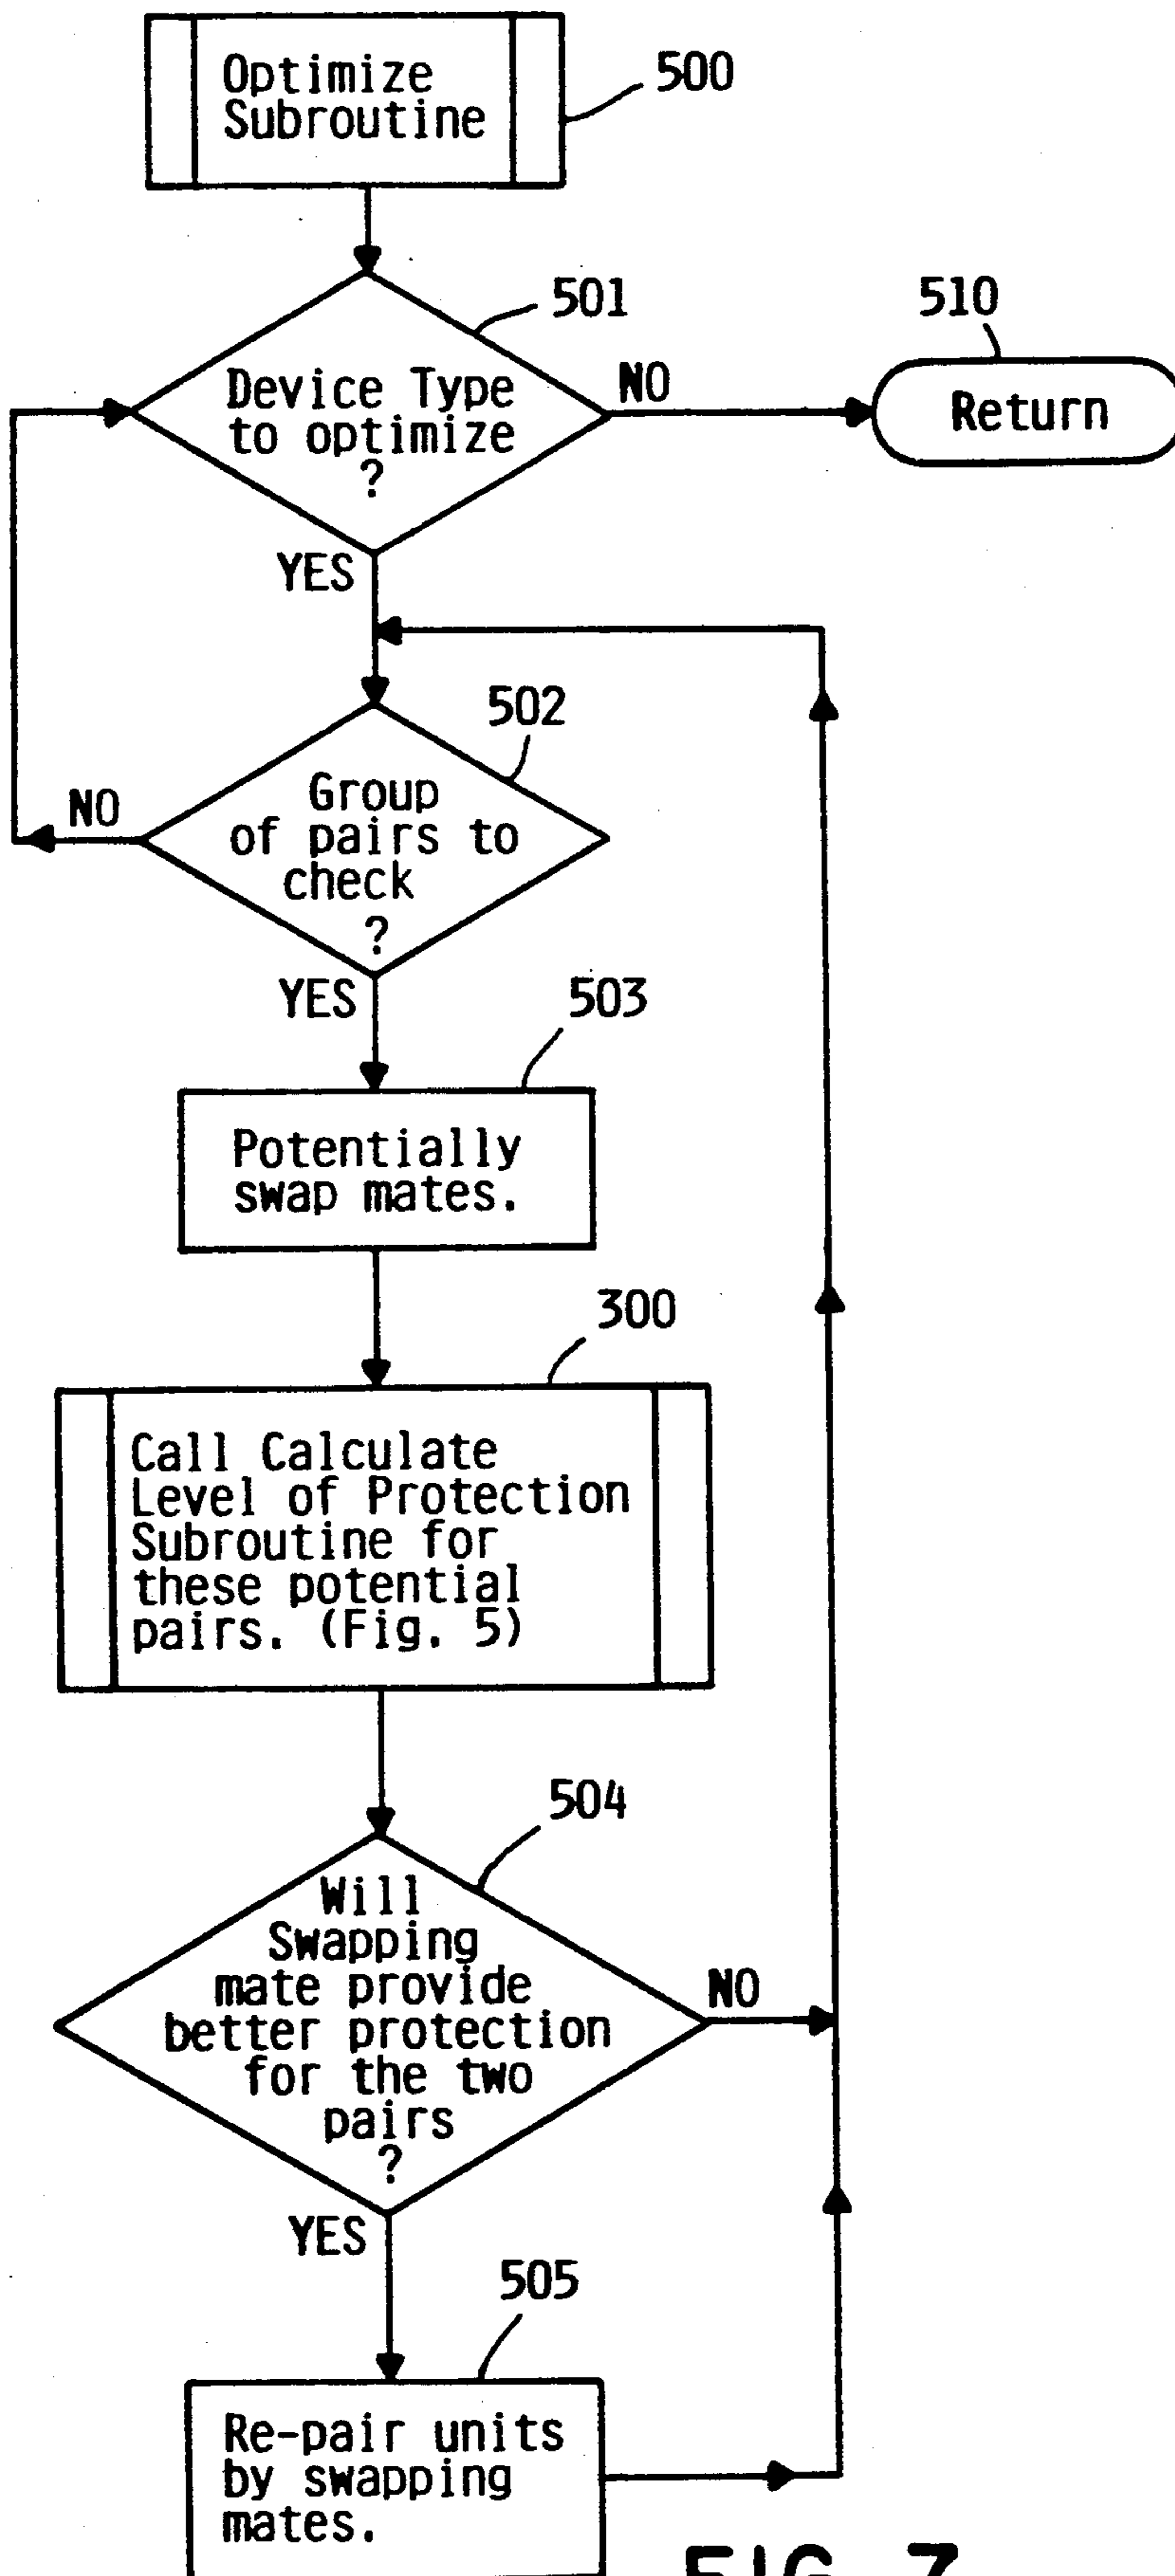 Optimize
Subroutine
500
501
510
Device Type
to optimize
?
NO
Return
YES
502
Group
of pairs to
check
?
NO
YES
503
Potentially
swap mates.
300
Call Calculate
Level of Protection
Subroutine for
these potential
pairs. (Fig. 5)
504
Will
Swapping
mate provide
better protection
for the two
pairs
?
NO
YES
505
Re-pair units
by swapping
mates.
FIG. 7